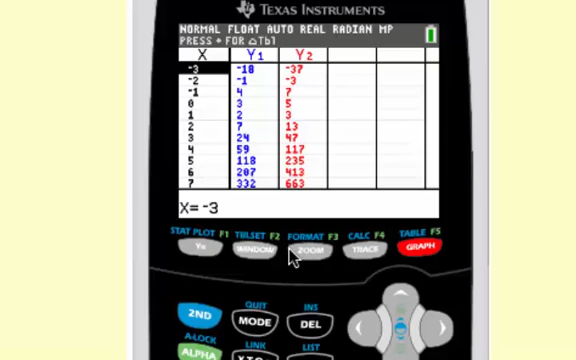 TEXAS INSTRUMENTS
NORMAL FLOAT AUTO REAL RADIAN MP
PRESS + FOR △Tbl
X Y1 Y2
-3 -18 -37
-2 -1 -3
-1 4 7
0 3 5
1 2 3
2 7 13
3 24 47
4 59 117
5 118 235
6 207 413
7 332 663
X=-3
STAT PLOT F1 TBLSET F2 FORMAT F3 CALC F4 TABLE F5
Y= WINDOW ZOOM TRACE GRAPH
QUIT INS
2ND MODE DEL
A-LOCK LINK LIST
ALPHA